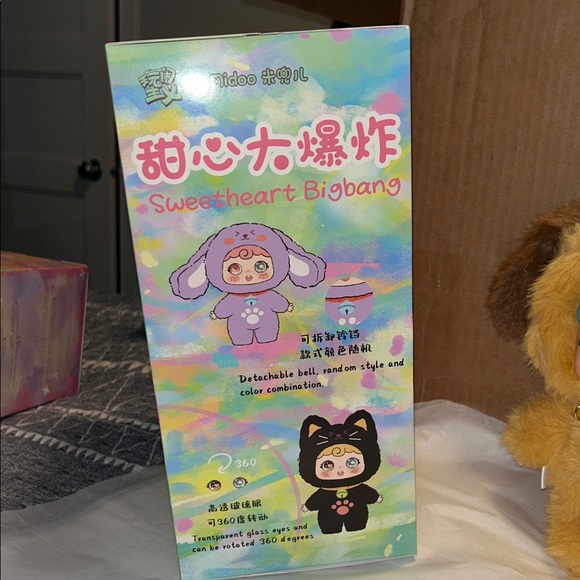 midoo 米兜儿
甜心大爆炸
Sweetheart Bigbang
可拆卸铃铛
款式颜色随机
Detachable bell, random style and
color combination.
360
高透玻璃眼
可360度转动
Transparent glass eyes and
can be rotated 360 degrees